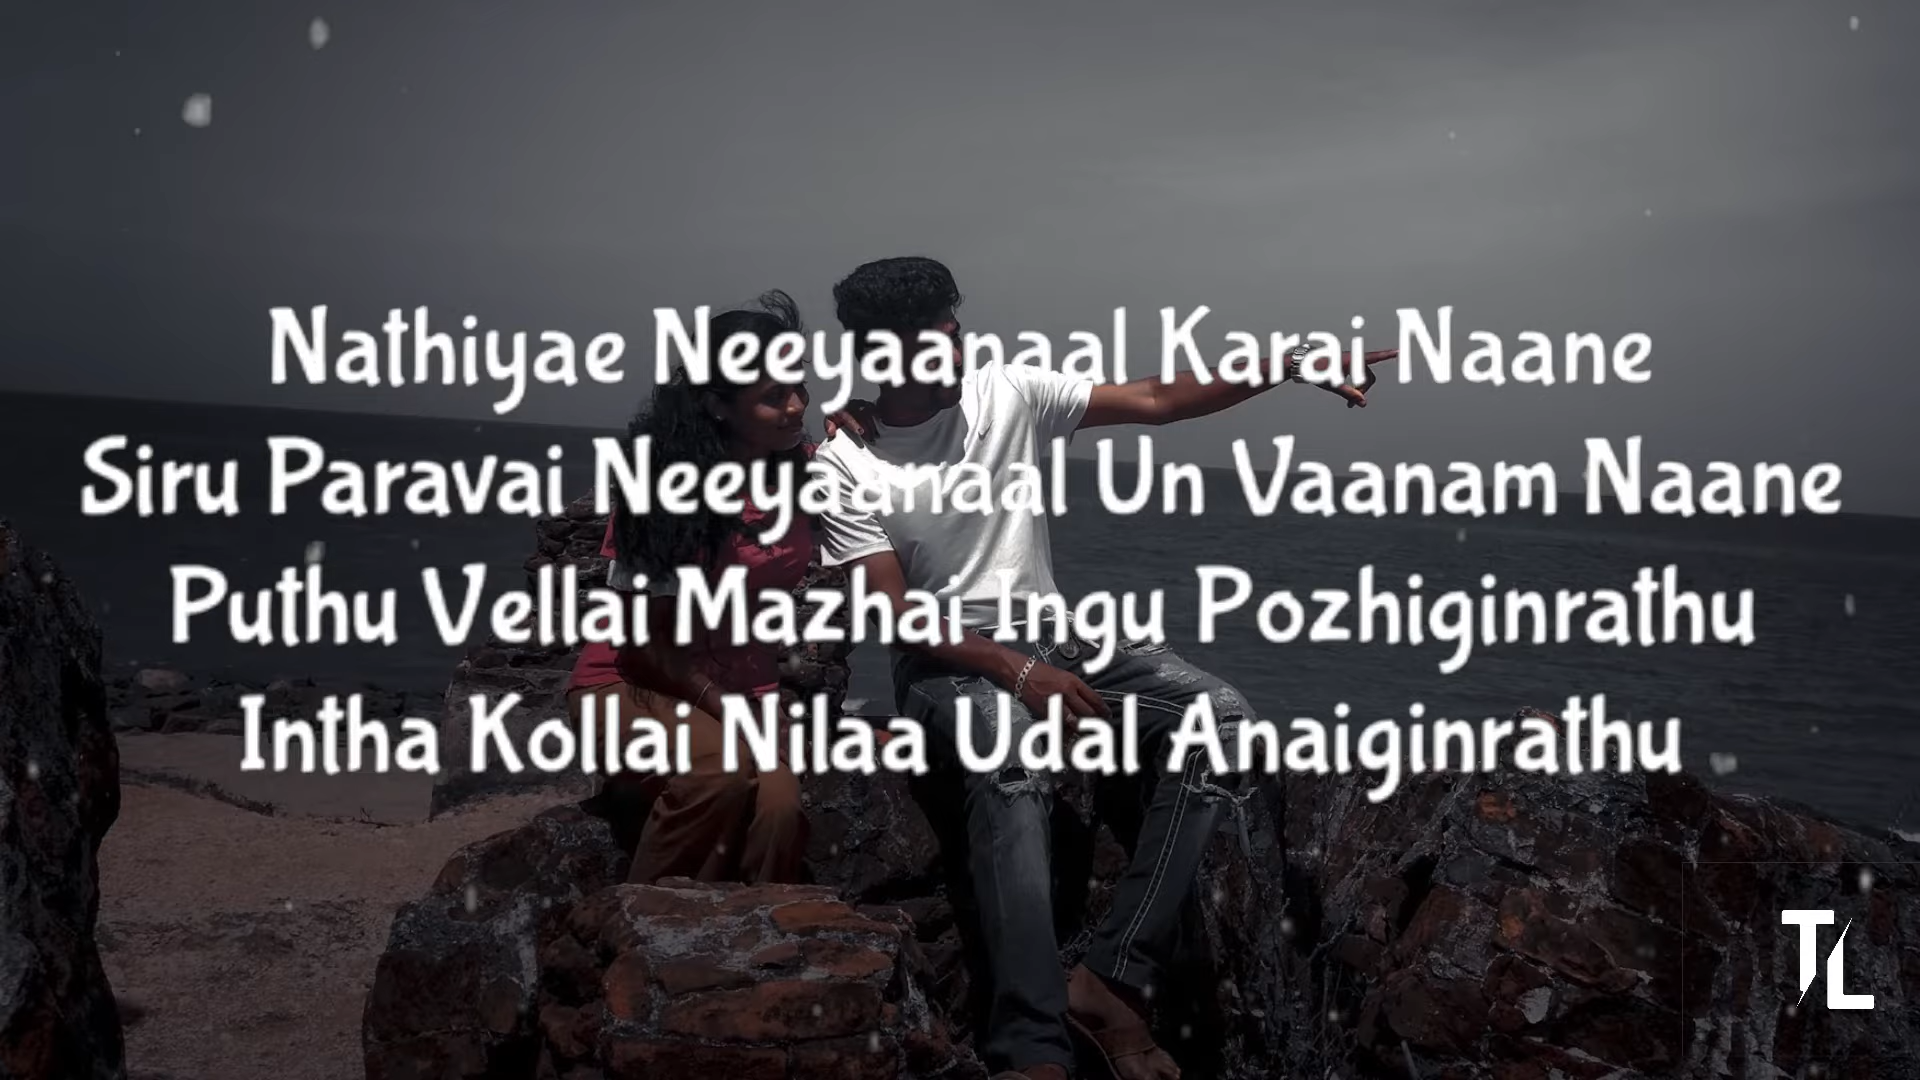 Nathiyae Neeyaanaal Karai Naane
Siru Paravai Neeyaanaal Un Vaanam Naane
Puthu Vellai Mazhai Ingu Pozhiginrathu
Intha Kollai Nilaa Udal Anaiginrathu
TL